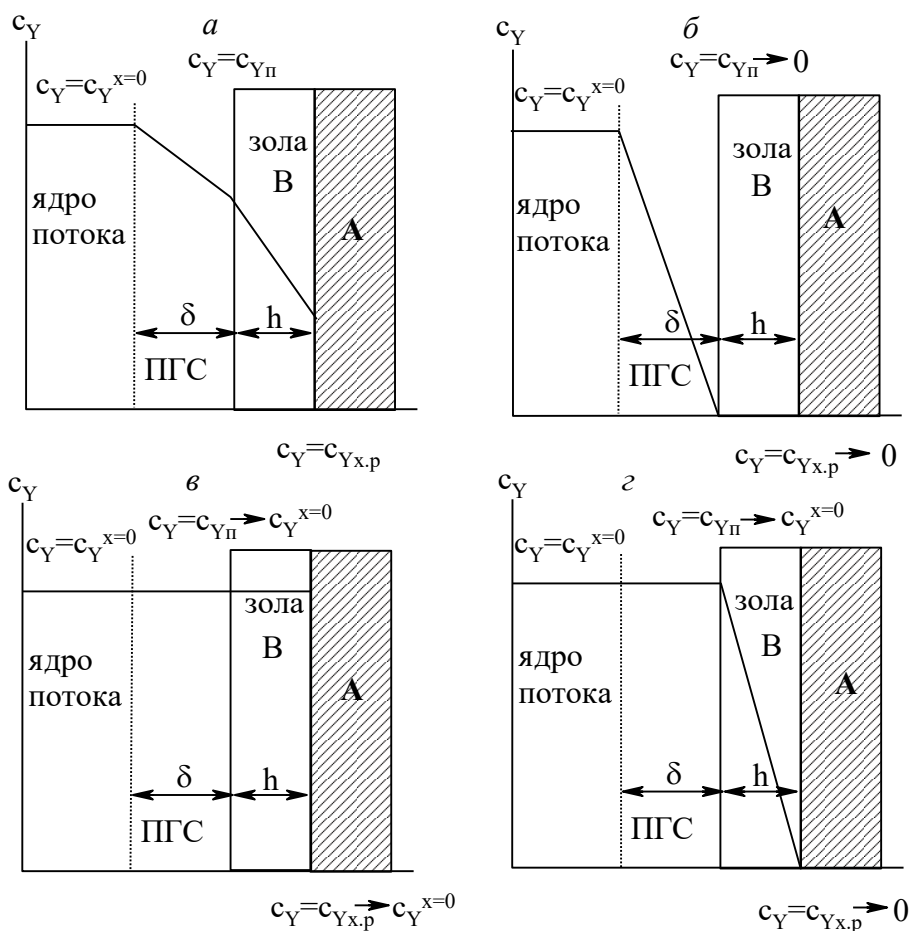 c_Y
а
c_Y=c_Yп
c_Y=c_Y^x=0
зола
B
ядро
потока
A
δ
h
ПГС
c_Y=c_Yх.р
c_Y
б
c_Y=c_Yп → 0
c_Y=c_Y^x=0
зола
B
ядро
потока
A
δ
h
ПГС
c_Y=c_Yх.р → 0
c_Y
в
c_Y=c_Yп → c_Y^x=0
c_Y=c_Y^x=0
зола
B
ядро
потока
A
δ
h
ПГС
c_Y=c_Yх.р → c_Y^x=0
c_Y
г
c_Y=c_Yп → c_Y^x=0
c_Y=c_Y^x=0
зола
B
ядро
потока
A
δ
h
ПГС
c_Y=c_Yх.р → 0